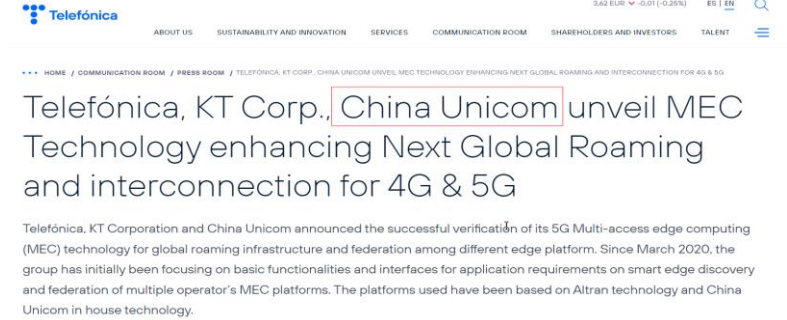 Telefónica
3,62 EUR -0,01 (-0,25%) ES | EN
ABOUT US SUSTAINABILITY AND INNOVATION SERVICES COMMUNICATION ROOM SHAREHOLDERS AND INVESTORS TALENT
HOME / COMMUNICATION ROOM / PRESS ROOM / TELEFÓNICA, KT CORP., CHINA UNICOM UNVEIL MEC TECHNOLOGY ENHANCING NEXT GLOBAL ROAMING AND INTERCONNECTION FOR 4G & 5G
Telefónica, KT Corp., China Unicom unveil MEC
Technology enhancing Next Global Roaming
and interconnection for 4G & 5G
Telefónica, KT Corporation and China Unicom announced the successful verification of its 5G Multi-access edge computing
(MEC) technology for global roaming infrastructure and federation among different edge platform. Since March 2020, the
group has initially been focusing on basic functionalities and interfaces for application requirements on smart edge discovery
and federation of multiple operator's MEC platforms. The platforms used have been based on Altran technology and China
Unicom in house technology.